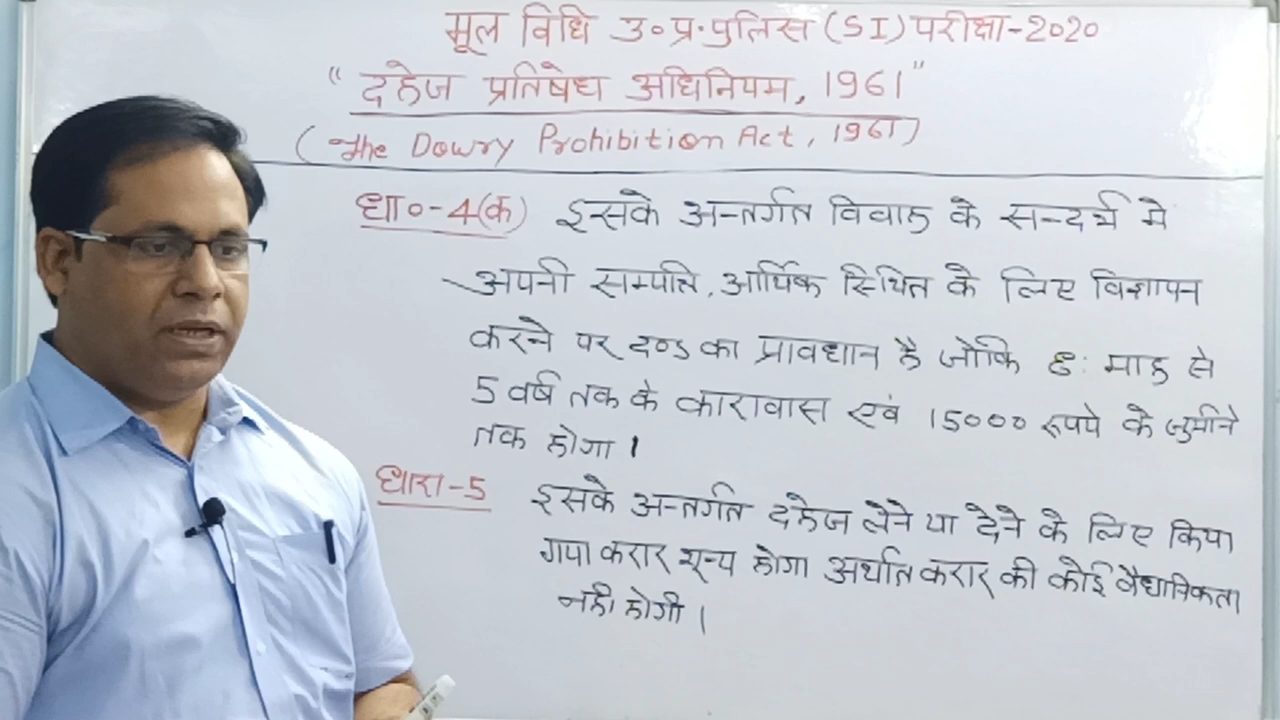 मूल विधि उ०प्र०पुलिस (SI) परीक्षा-2020
"दहेज प्रतिषेध अधिनियम, 1961"
(The Dowry Prohibition Act, 1961)
धा०-4(क) इसके अन्तर्गत विवाह के सन्दर्भ मे
अपनी सम्पति, आर्थिक स्थिति के लिए विज्ञापन
करने पर दण्ड का प्रावधान है जोकि छ: माह से
5 वर्ष तक के कारावास एवं 15000 रूपये के जुर्माने
तक होगा।
धारा-5 इसके अन्तर्गत दहेज लेने या देने के लिए किया
गया करार शून्य होगा अर्थात करार की कोई वैधानिकता
नही होगी।